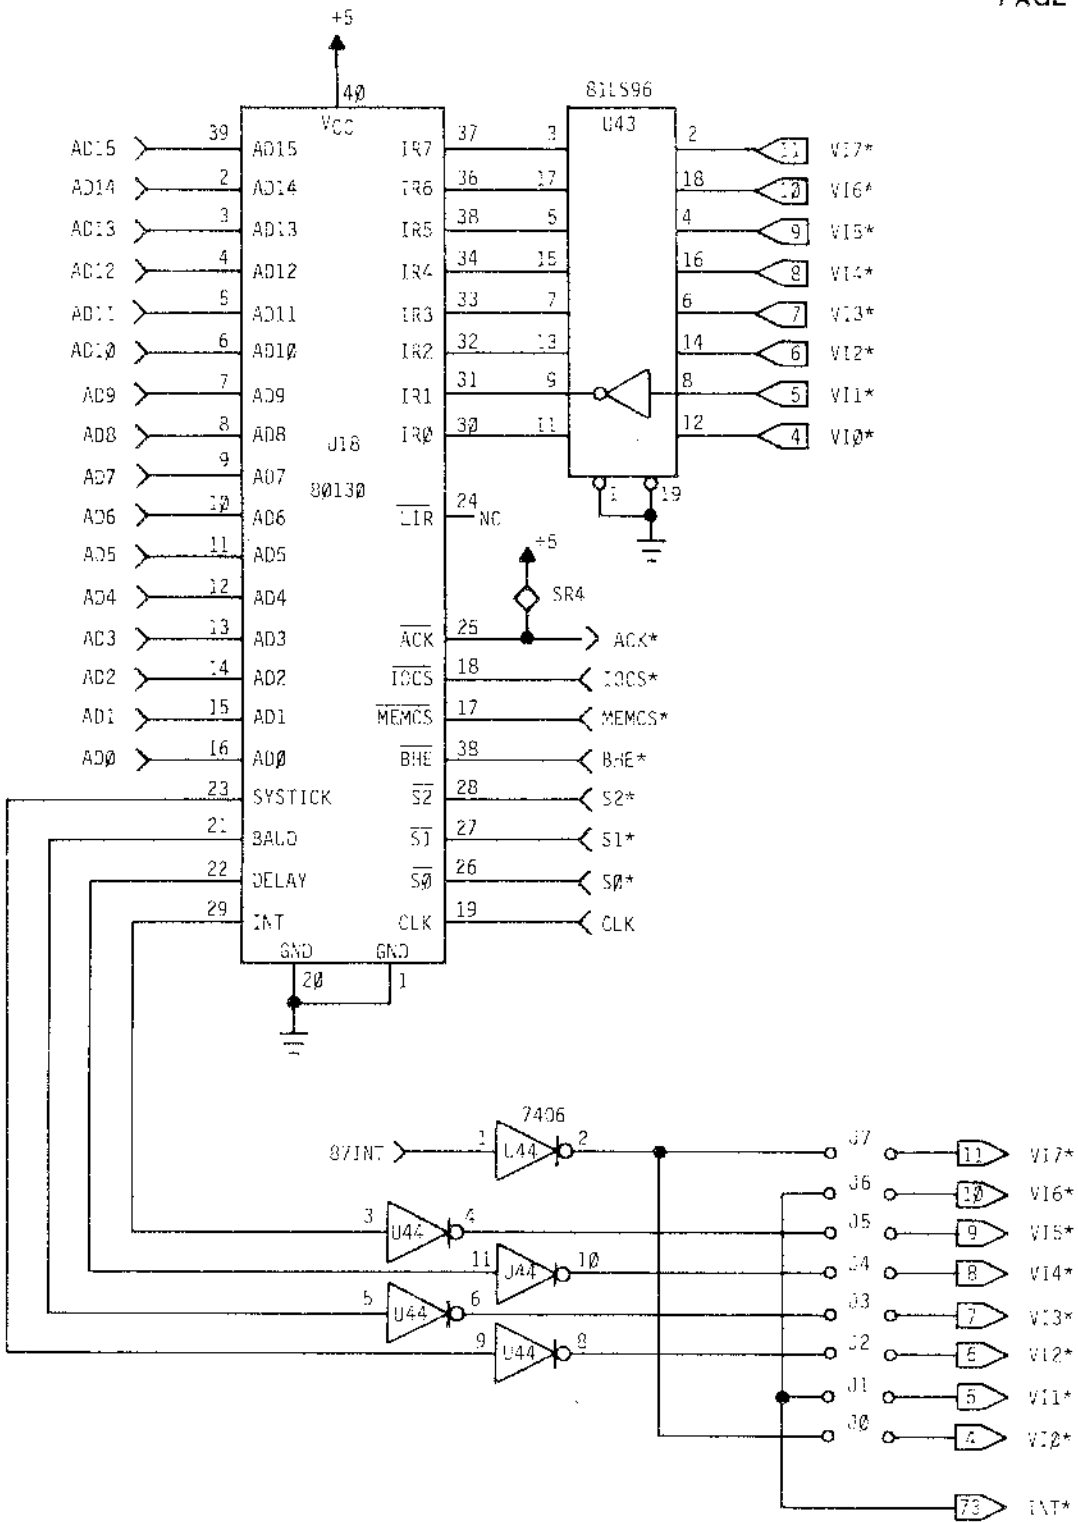 PAGE
+5
40
VCC
81LS96
U43
AD15 39 AD15 IR7 37 3 2 11 VI7*
AD14 2 AD14 IR6 36 17 18 10 VI6*
AD13 3 AD13 IR5 38 5 4 9 VI5*
AD12 4 AD12 IR4 34 15 16 8 VI4*
AD11 5 AD11 IR3 33 7 6 7 VI3*
AD10 6 AD10 IR2 32 13 14 6 VI2*
AD9 7 AD9 IR1 31 9 8 5 VI1*
AD8 8 AD8 IR0 30 11 12 4 VI0*
U18
AD7 9 AD7
80130
1 19
AD6 10 AD6 LIR 24 NC
AD5 11 AD5
+5
AD4 12 AD4 SR4
AD3 13 AD3 ACK 25 ACK*
AD2 14 AD2 IOCS 18 IOCS*
AD1 15 AD1 MEMCS 17 MEMCS*
AD0 16 AD0 BHE 38 BHE*
23 SYSTICK S2 28 S2*
21 BAUD S1 27 S1*
22 DELAY S0 26 S0*
29 INT CLK 19 CLK
GND GND
20 1
7406
87INT 1 U44 2 J7 11 VI7*
J6 10 VI6*
3 U44 4 J5 9 VI5*
11 U44 10 J4 8 VI4*
5 U44 6 J3 7 VI3*
9 U44 8 J2 6 VI2*
J1 5 VI1*
J0 4 VI0*
73 INT*